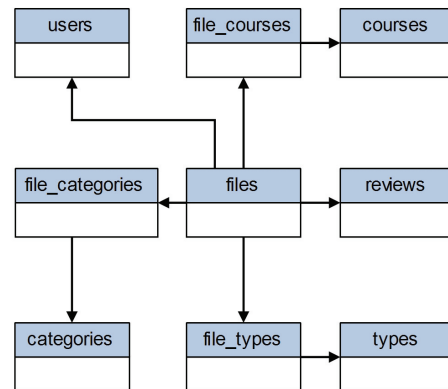 users
file_courses
courses
file_categories
files
reviews
categories
file_types
types